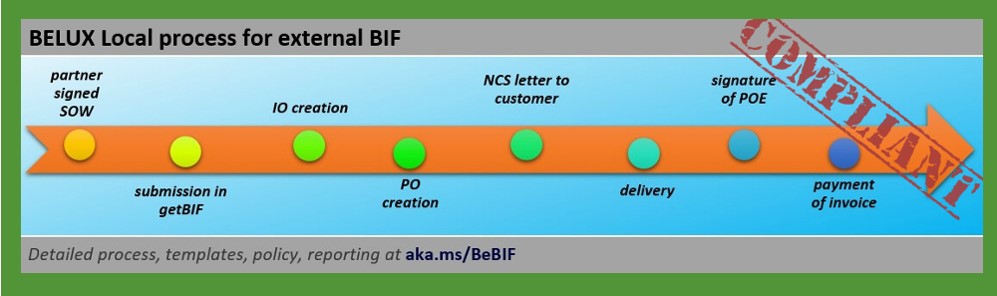 BELUX Local process for external BIF
partner
signed
SOW
submission in
getBIF
IO creation
PO
creation
NCS letter to
customer
delivery
signature
of POE
payment
of invoice
COMPLIANT
Detailed process, templates, policy, reporting at aka.ms/BeBIF